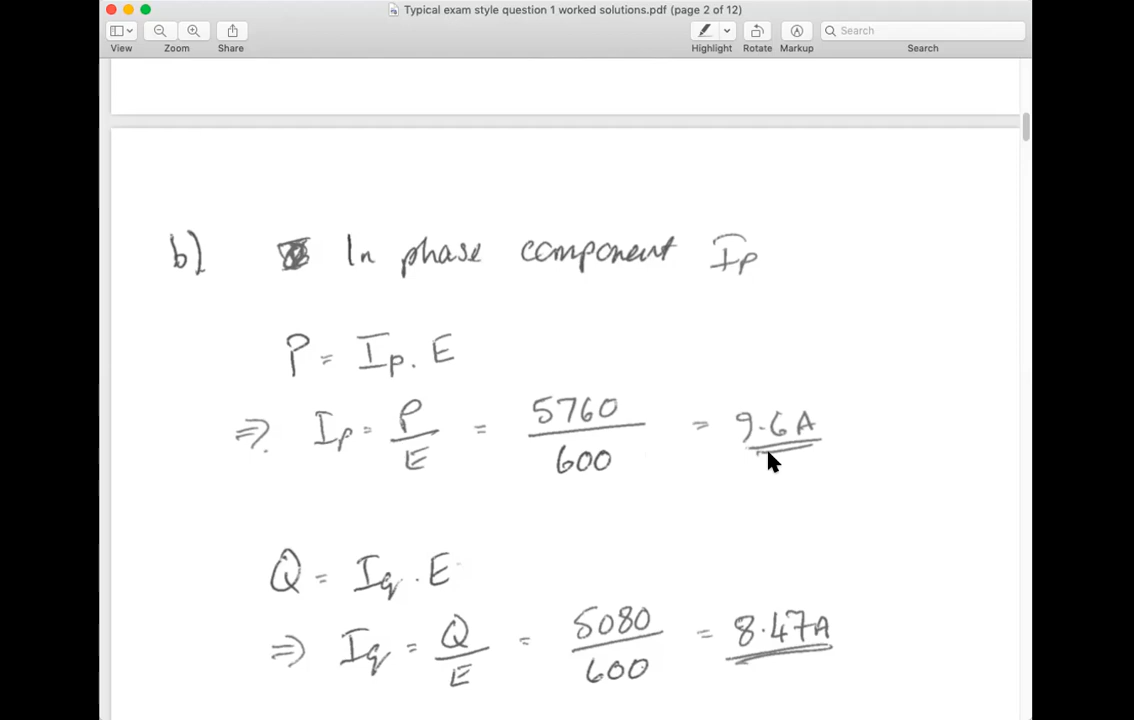 Typical exam style question 1 worked solutions.pdf (page 2 of 12)
View Zoom Share Highlight Rotate Markup Search Search
b) In phase component Ip
P = Ip. E
⇒ Ip = P/E = 5760/600 = 9.6A
Q = Iq . E
⇒ Iq = Q/E = 5080/600 = 8.47A